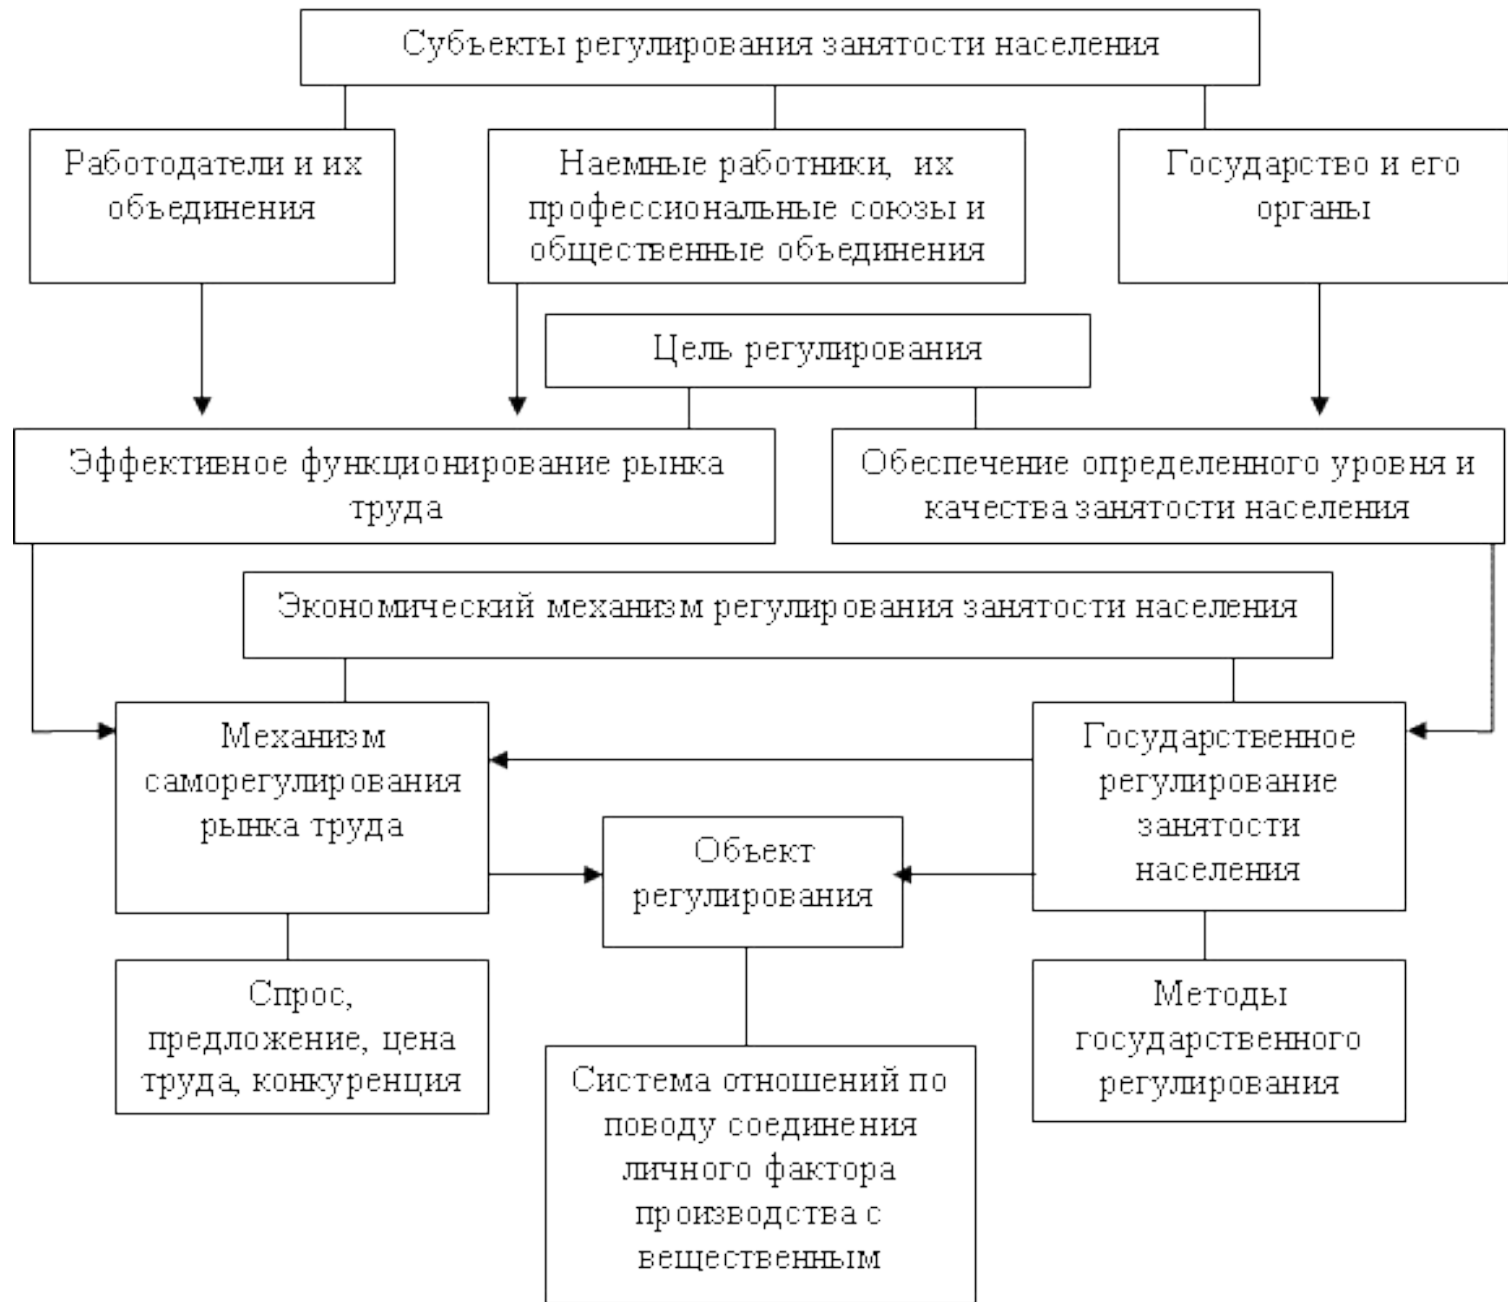 Субъекты регулирования занятости населения
Работодатели и их
объединения
Наемные работники, их
профессиональные союзы и
общественные объединения
Государство и его
органы
Цель регулирования
Эффективное функционирование рынка
труда
Обеспечение определенного уровня и
качества занятости населения
Экономический механизм регулирования занятости населения
Механизм
саморегулирования
рынка труда
Государственное
регулирование
занятости
населения
Объект
регулирования
Спрос,
предложение, цена
труда, конкуренция
Методы
государственного
регулирования
Система отношений по
поводу соединения
личного фактора
производства с
вещественным